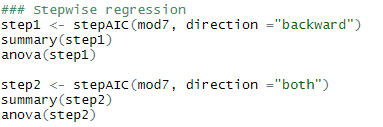 ### Stepwise regression
step1 <- stepAIC(mod7, direction ="backward")
summary(step1)
anova(step1)
step2 <- stepAIC(mod7, direction ="both")
summary(step2)
anova(step2)